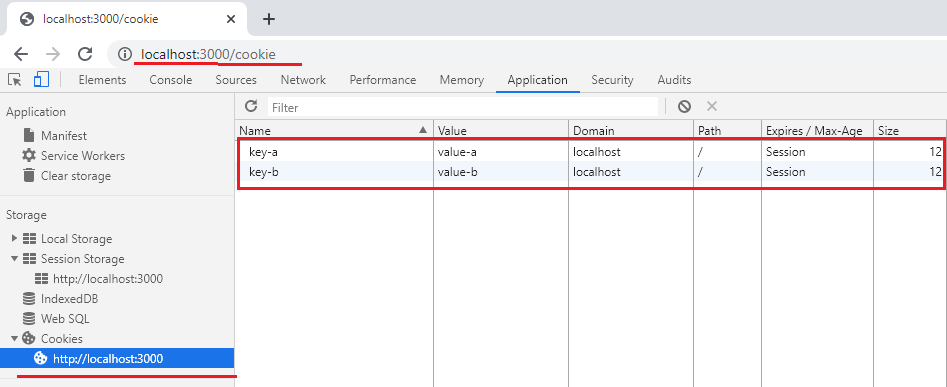 localhost:3000/cookie
localhost:3000/cookie
Elements Console Sources Network Performance Memory Application Security Audits
Application
Manifest
Service Workers
Clear storage
Storage
Local Storage
Session Storage
http://localhost:3000
IndexedDB
Web SQL
Cookies
http://localhost:3000
Filter
Name Value Domain Path Expires / Max-Age Size
key-a value-a localhost / Session 12
key-b value-b localhost / Session 12